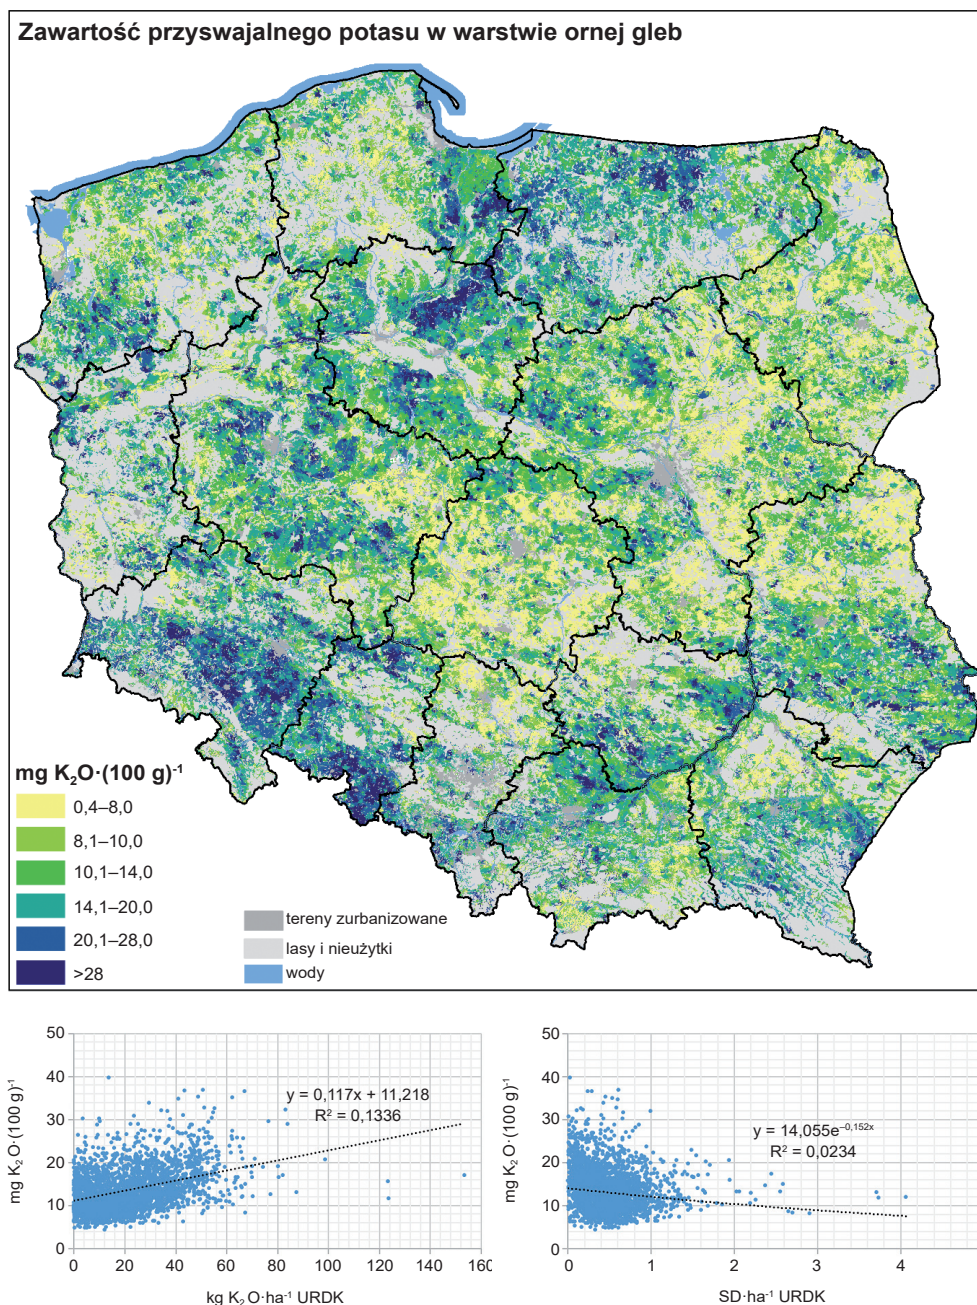 Zawartość przyswajalnego potasu w warstwie ornej gleb
mg K₂O·(100 g)⁻¹
0,4–8,0
8,1–10,0
10,1–14,0
14,1–20,0
20,1–28,0
>28
tereny zurbanizowane
lasy i nieużytki
wody
mg K₂O·(100 g)⁻¹
50
40
30
20
10
0
y = 0,117x + 11,218
R² = 0,1336
0 20 40 60 80 100 120 140 160
kg K₂O·ha⁻¹ URDK
mg K₂O·(100 g)⁻¹
50
40
30
20
10
0
y = 14,055e⁻⁰,¹⁵²ˣ
R² = 0,0234
0 1 2 3 4
SD·ha⁻¹ URDK